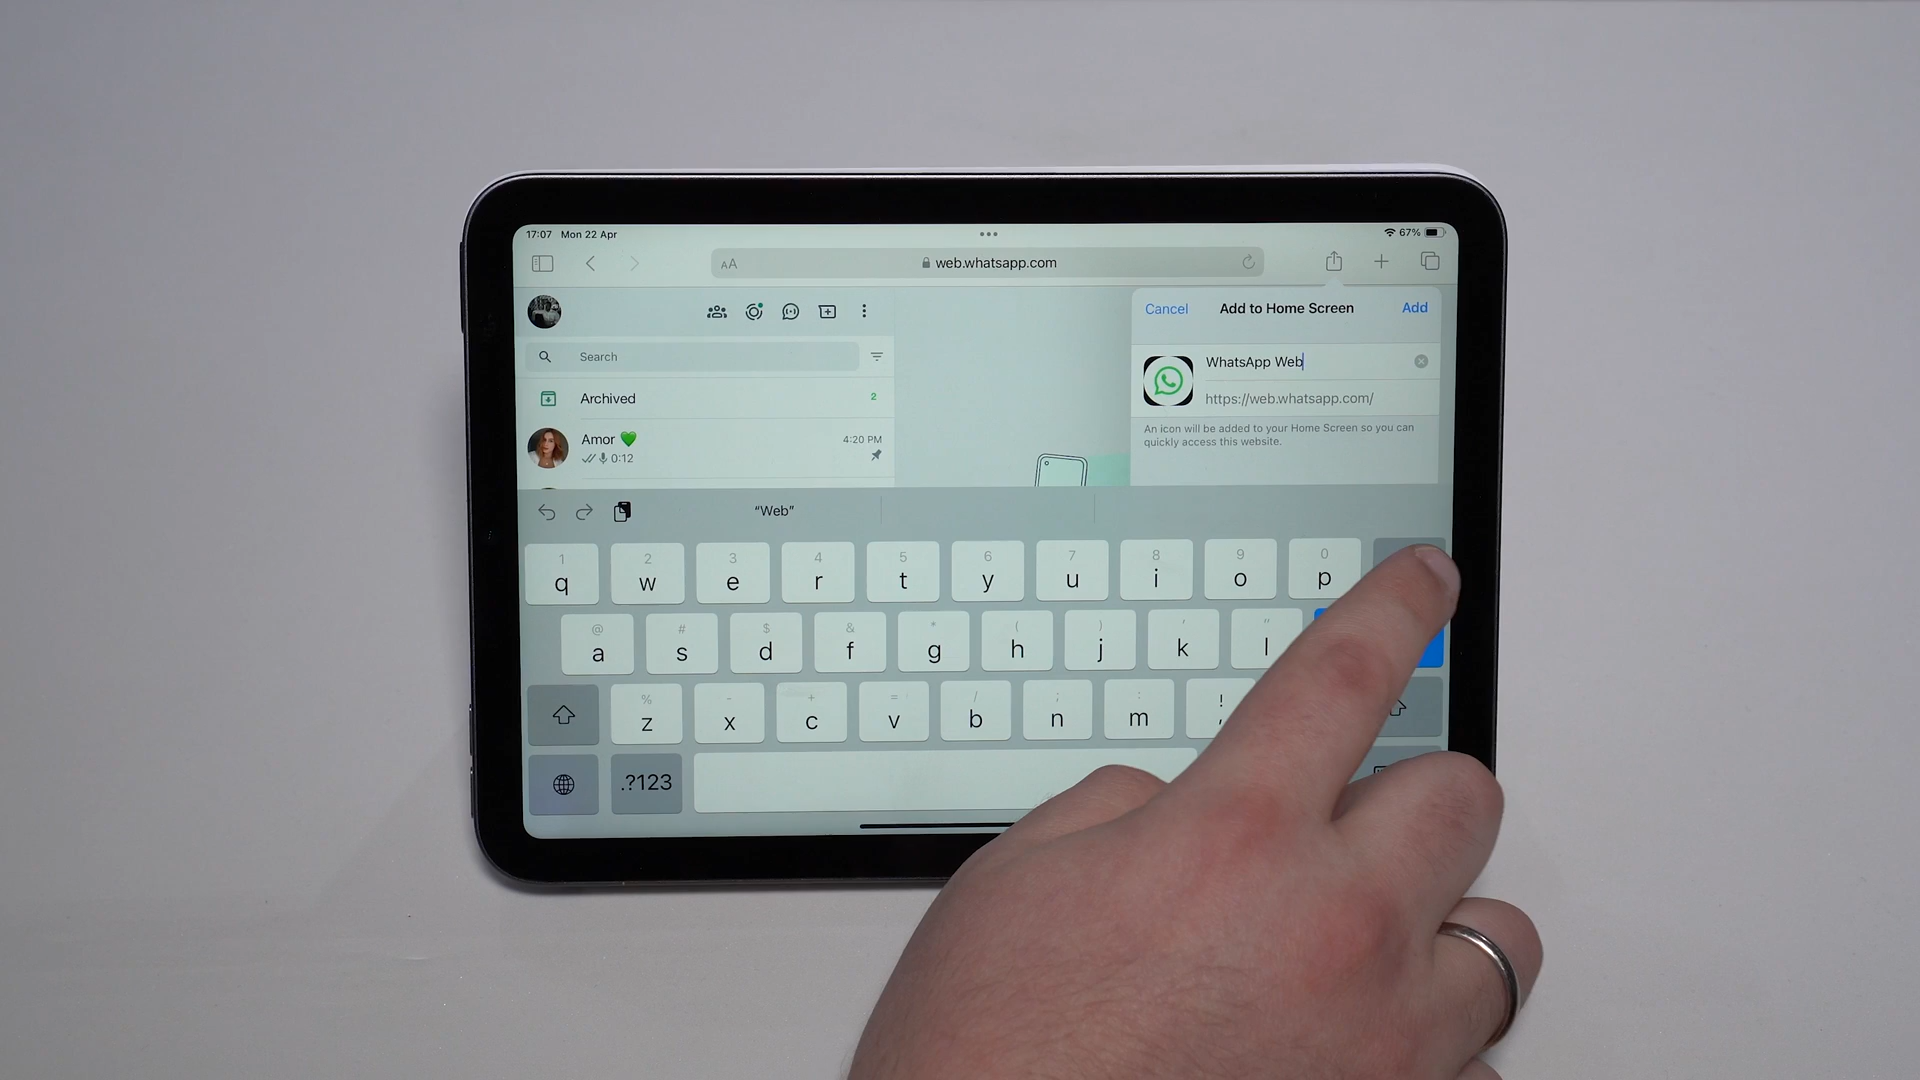 17:07 Mon 22 Apr
67%
AA web.whatsapp.com
Cancel Add to Home Screen Add
Search
WhatsApp Web
https://web.whatsapp.com/
Archived 2
An icon will be added to your Home Screen so you can
quickly access this website.
Amor 💚 4:20 PM
0:12
“Web”
1 2 3 4 5 6 7 8 9 0
q w e r t y u i o p
@ # $ & * ( ) ' "
a s d f g h j k l
% - + = / ; : !
z x c v b n m ,
.?123